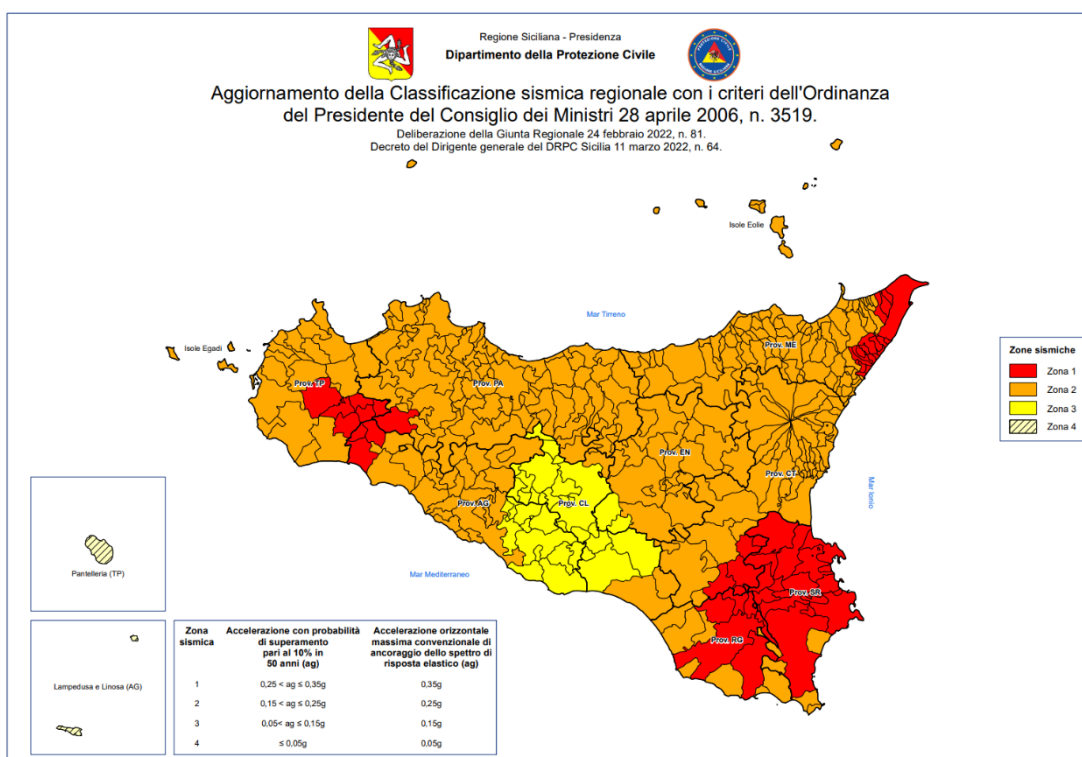 Regione Siciliana - Presidenza
Dipartimento della Protezione Civile
Aggiornamento della Classificazione sismica regionale con i criteri dell'Ordinanza
del Presidente del Consiglio dei Ministri 28 aprile 2006, n. 3519.
Deliberazione della Giunta Regionale 24 febbraio 2022, n. 81.
Decreto del Dirigente generale del DRPC Sicilia 11 marzo 2022, n. 64.
Isole Eolie
Mar Tirreno
Isole Egadi
Prov. ME
Prov. TP
Prov. PA
Zone sismiche
Zona 1
Zona 2
Zona 3
Zona 4
Prov. EN
Prov. CT
Mar Ionio
Prov. AG
Prov. CL
Mar Mediterraneo
Pantelleria (TP)
Prov. SR
Prov. RG
Lampedusa e Linosa (AG)
Zona
sismica
Accelerazione con probabilità
di superamento
pari al 10% in
50 anni (ag)
Accelerazione orizzontale
massima convenzionale di
ancoraggio dello spettro di
risposta elastico (ag)
1 0,25 < ag ≤ 0,35g 0,35g
2 0,15 < ag ≤ 0,25g 0,25g
3 0,05< ag ≤ 0,15g 0,15g
4 ≤ 0,05g 0,05g